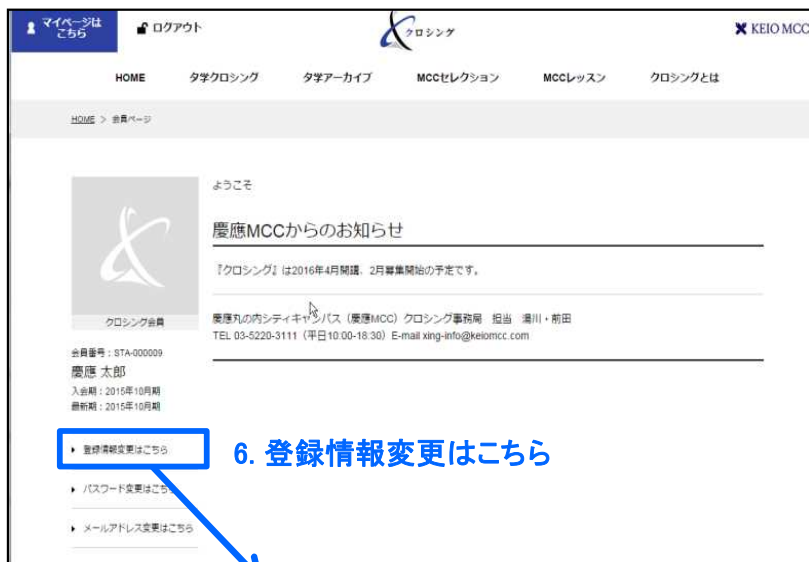 マイページは
こちら
ログアウト
クロシング
KEIO MCC
HOME 夕学クロシング 夕学アーカイブ MCCセレクション MCCレッスン クロシングとは
HOME > 会員ページ
ようこそ
慶應MCCからのお知らせ
『クロシング』は2016年4月開講、2月募集開始の予定です。
慶應丸の内シティキャンパス（慶應MCC）クロシング事務局 担当 湯川・前田
TEL 03-5220-3111（平日10:00-18:30）E-mail xing-info@keiomcc.com
クロシング会員
会員番号：STA-000009
慶應 太郎
入会期：2015年10月期
最新期：2015年10月期
登録情報変更はこちら
6. 登録情報変更はこちら
パスワード変更はこちら
メールアドレス変更はこちら